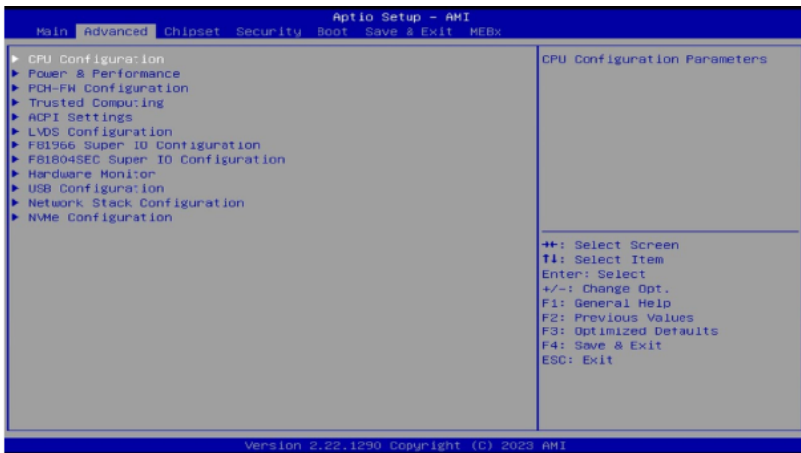 Aptio Setup - AMI
Main Advanced Chipset Security Boot Save & Exit MEBx
▶ CPU Configuration
▶ Power & Performance
▶ PCH-FW Configuration
▶ Trusted Computing
▶ ACPI Settings
▶ LVDS Configuration
▶ F81966 Super IO Configuration
▶ F81804SEC Super IO Configuration
▶ Hardware Monitor
▶ USB Configuration
▶ Network Stack Configuration
▶ NVMe Configuration
CPU Configuration Parameters
→←: Select Screen
↑↓: Select Item
Enter: Select
+/-: Change Opt.
F1: General Help
F2: Previous Values
F3: Optimized Defaults
F4: Save & Exit
ESC: Exit
Version 2.22.1290 Copyright (C) 2023 AMI